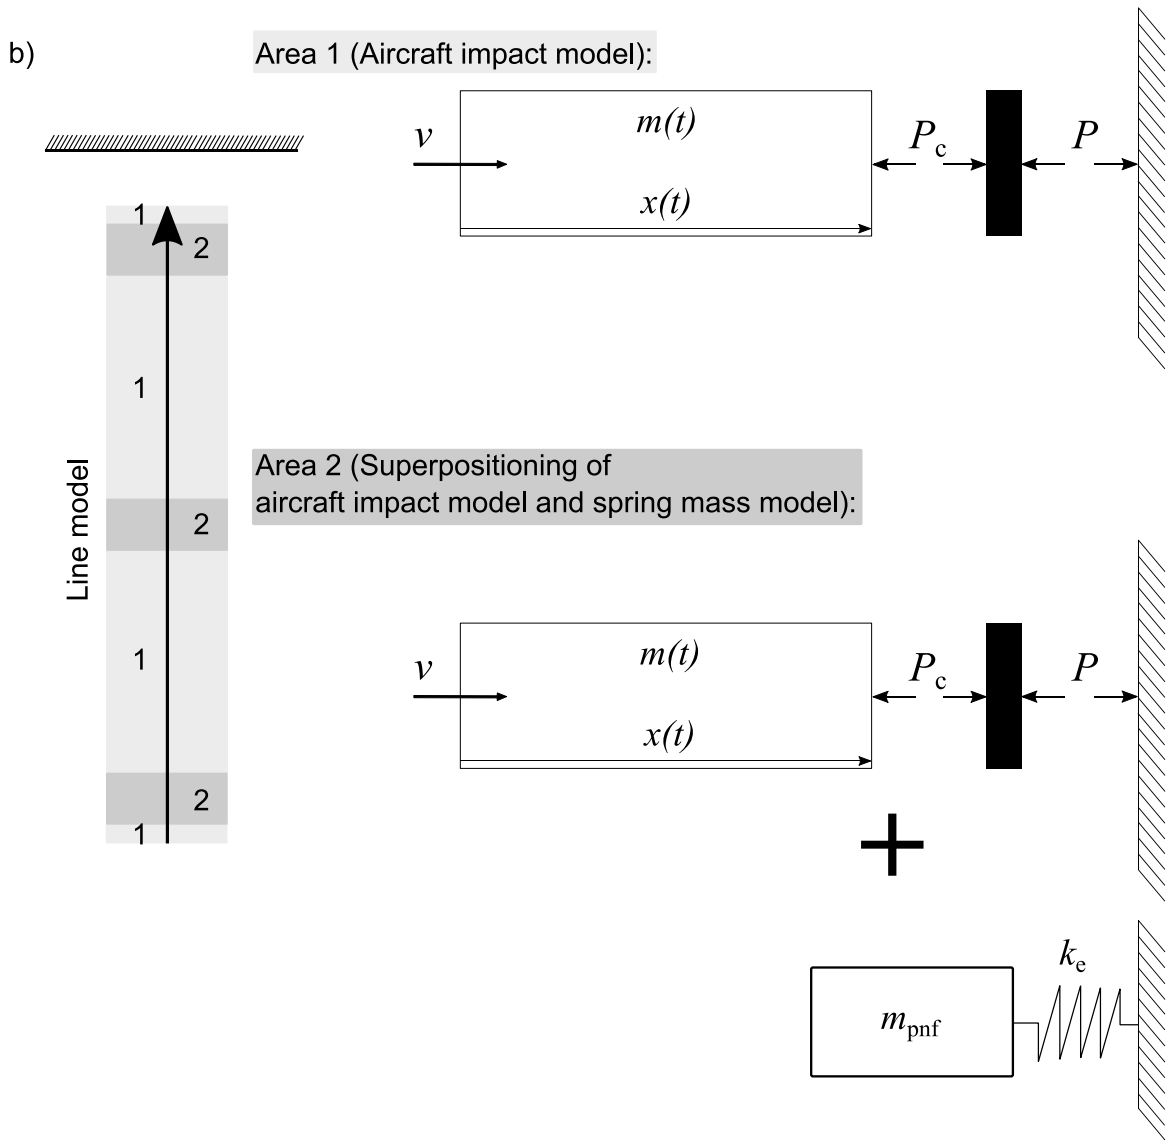 b)
Area 1 (Aircraft impact model):
m(t)
v
P_c
P
x(t)
1
2
1
Line model
2
1
2
1
Area 2 (Superpositioning of
aircraft impact model and spring mass model):
m(t)
v
P_c
P
x(t)
+
k_e
m_pnf